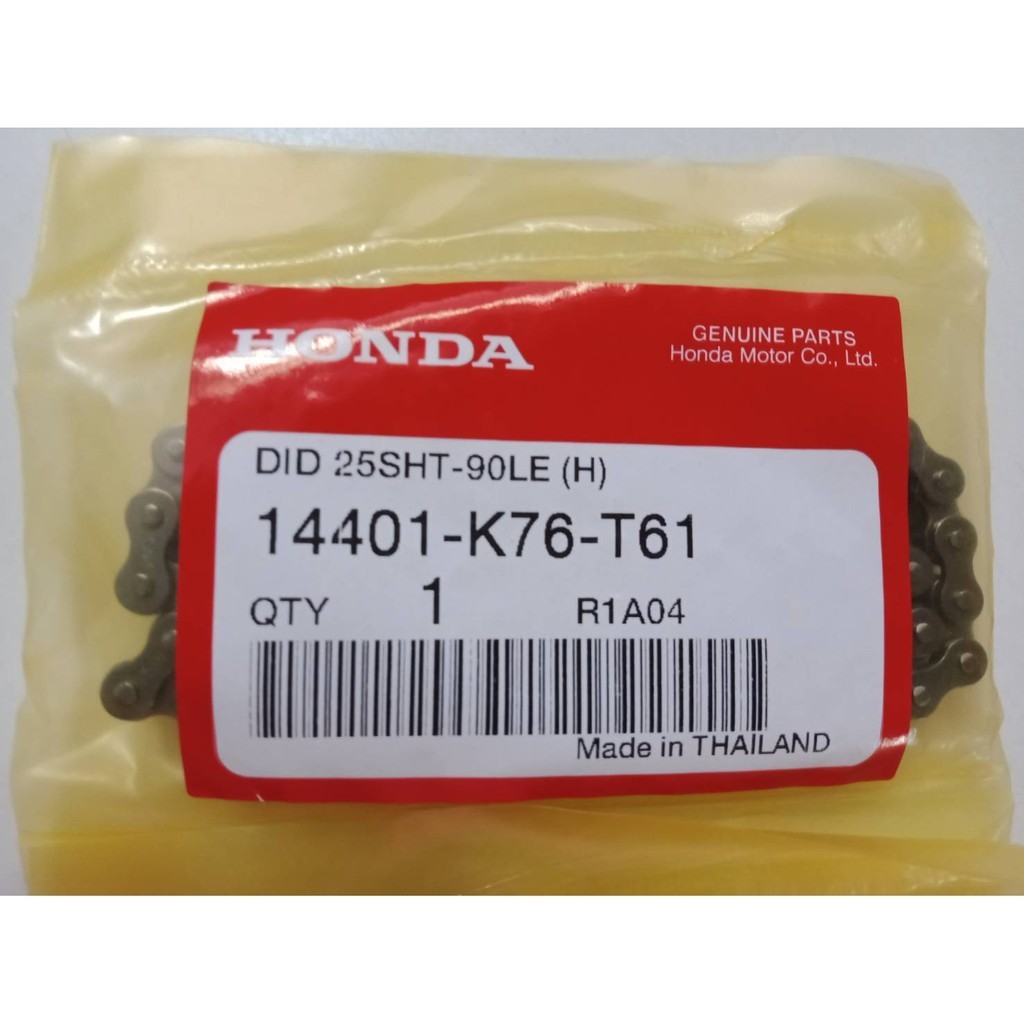 HONDA
GENUINE PARTS
Honda Motor Co., Ltd.
DID 25SHT-90LE (H)
14401-K76-T61
QTY 1 R1A04
Made in THAILAND